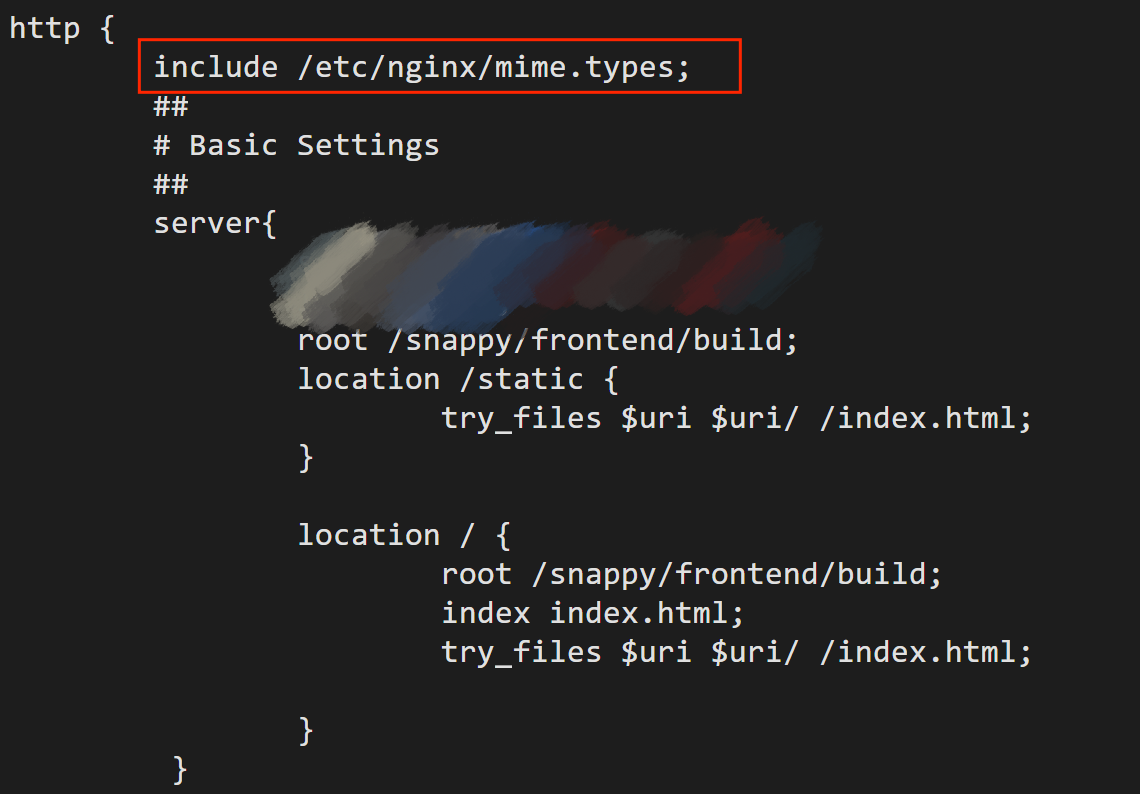 http {
include /etc/nginx/mime.types;
##
# Basic Settings
##
server{
root /snappy/frontend/build;
location /static {
try_files $uri $uri/ /index.html;
}
location / {
root /snappy/frontend/build;
index index.html;
try_files $uri $uri/ /index.html;
}
}